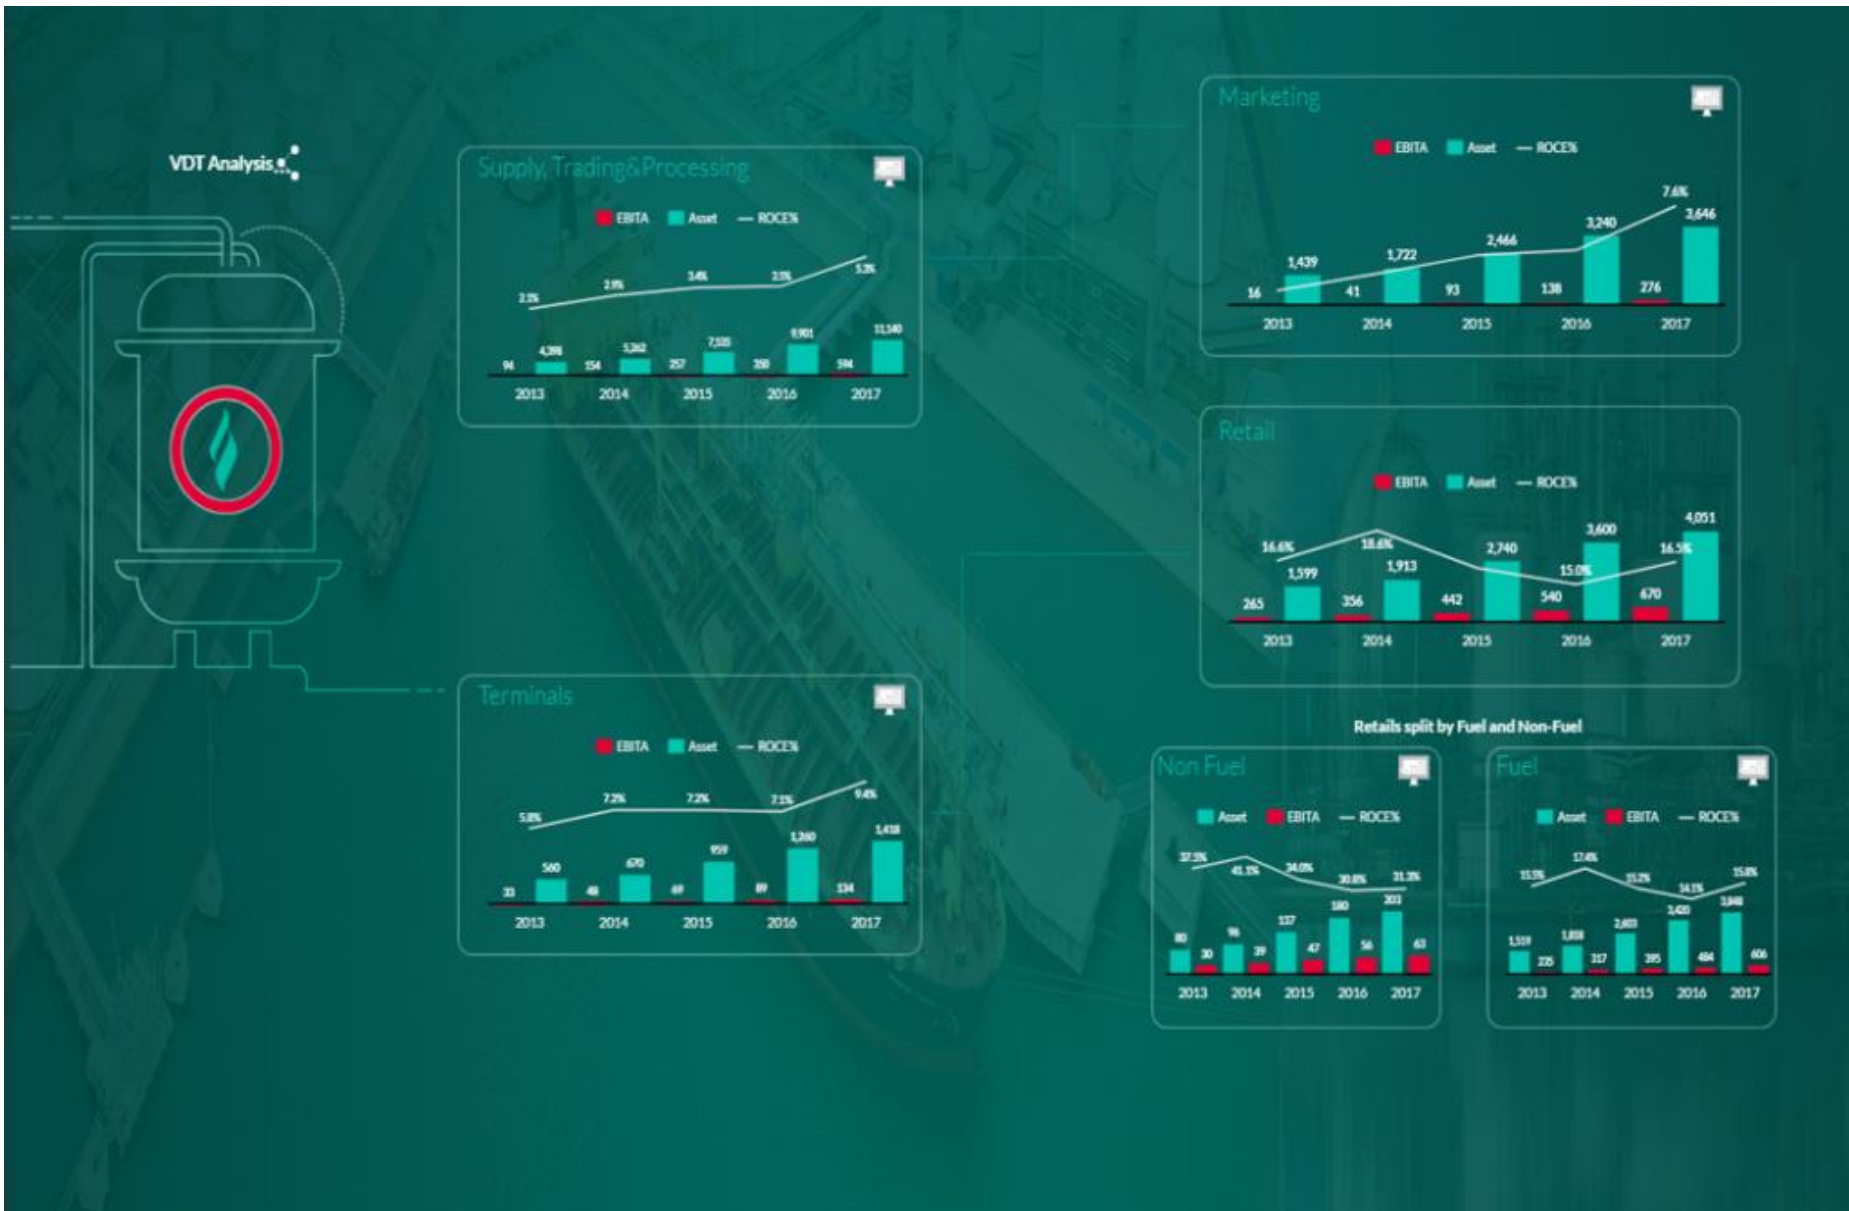 VDT Analysis
Supply, Trading&Processing
EBITA Asset ROCE%
2.1% 2.9% 3.4% 3.5% 5.3%
94 4,398 154 5,262 257 7,535 350 9,901 594 11,140
2013 2014 2015 2016 2017
Terminals
EBITA Asset ROCE%
5.8% 7.2% 7.2% 7.1% 9.4%
33 560 48 670 69 959 89 1,260 134 1,418
2013 2014 2015 2016 2017
Marketing
EBITA Asset ROCE%
7.6%
16 1,439 41 1,722 93 2,466 138 3,240 276 3,646
2013 2014 2015 2016 2017
Retail
EBITA Asset ROCE%
16.6% 18.6% 15.0% 16.5%
265 1,599 356 1,913 442 2,740 540 3,600 670 4,051
2013 2014 2015 2016 2017
Retails split by Fuel and Non-Fuel
Non Fuel
Asset EBITA ROCE%
37.5% 41.1% 34.0% 30.8% 31.3%
80 30 96 39 137 47 180 56 203 63
2013 2014 2015 2016 2017
Fuel
Asset EBITA ROCE%
15.5% 17.4% 15.2% 14.1% 15.8%
1,519 235 1,818 317 2,603 395 3,420 484 3,848 606
2013 2014 2015 2016 2017